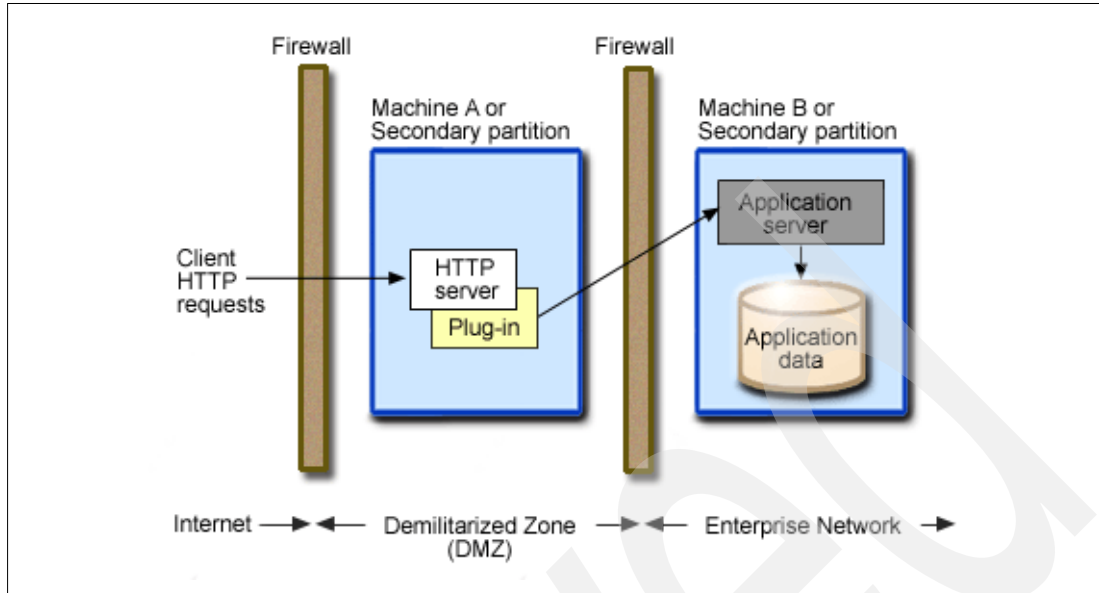 Firewall
Firewall
Machine A or
Secondary partition
Machine B or
Secondary partition
Application
server
Client
HTTP
requests
HTTP
server
Plug-in
Application
data
Internet
Demilitarized Zone
(DMZ)
Enterprise Network